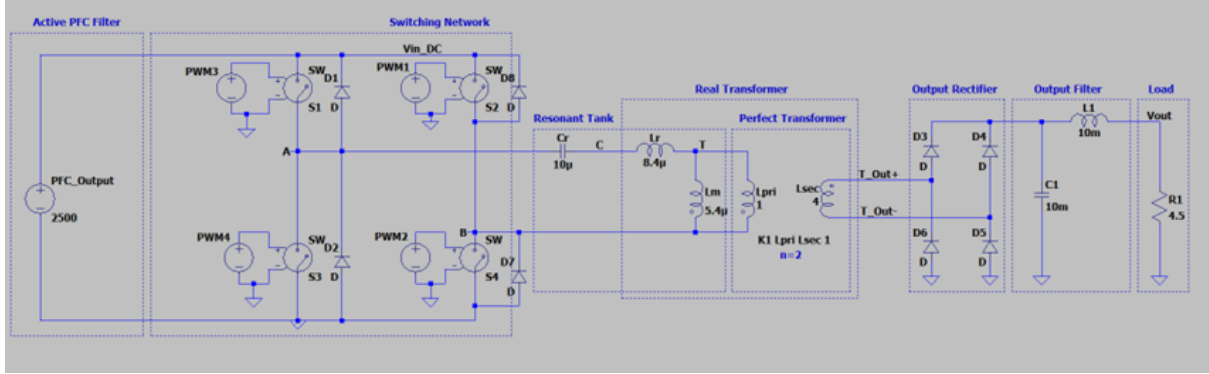 Active PFC Filter
Switching Network
Vin_DC
PWM3
SW
D1
S1
D
PWM1
SW
D8
S2
D
Real Transformer
Output Rectifier
Output Filter
Load
Resonant Tank
Perfect Transformer
Cr
10µ
C
Lr
8.4µ
T
A
D3
D
D4
D
L1
10m
Vout
PFC_Output
2500
Lm
5.4µ
Lpri
1
Lsec
4
T_Out+
T_Out-
C1
10m
R1
4.5
B
PWM4
SW
D2
S3
D
PWM2
SW
D7
S4
D
K1 Lpri Lsec 1
n=2
D6
D
D5
D